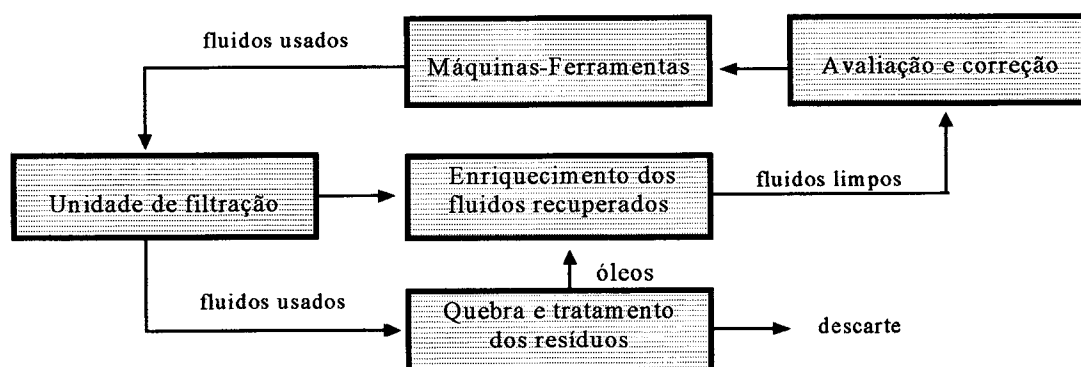 fluidos usados
Máquinas-Ferramentas
Avaliação e correção
Unidade de filtração
Enriquecimento dos
fluidos recuperados
fluidos limpos
óleos
fluidos usados
Quebra e tratamento
dos resíduos
descarte